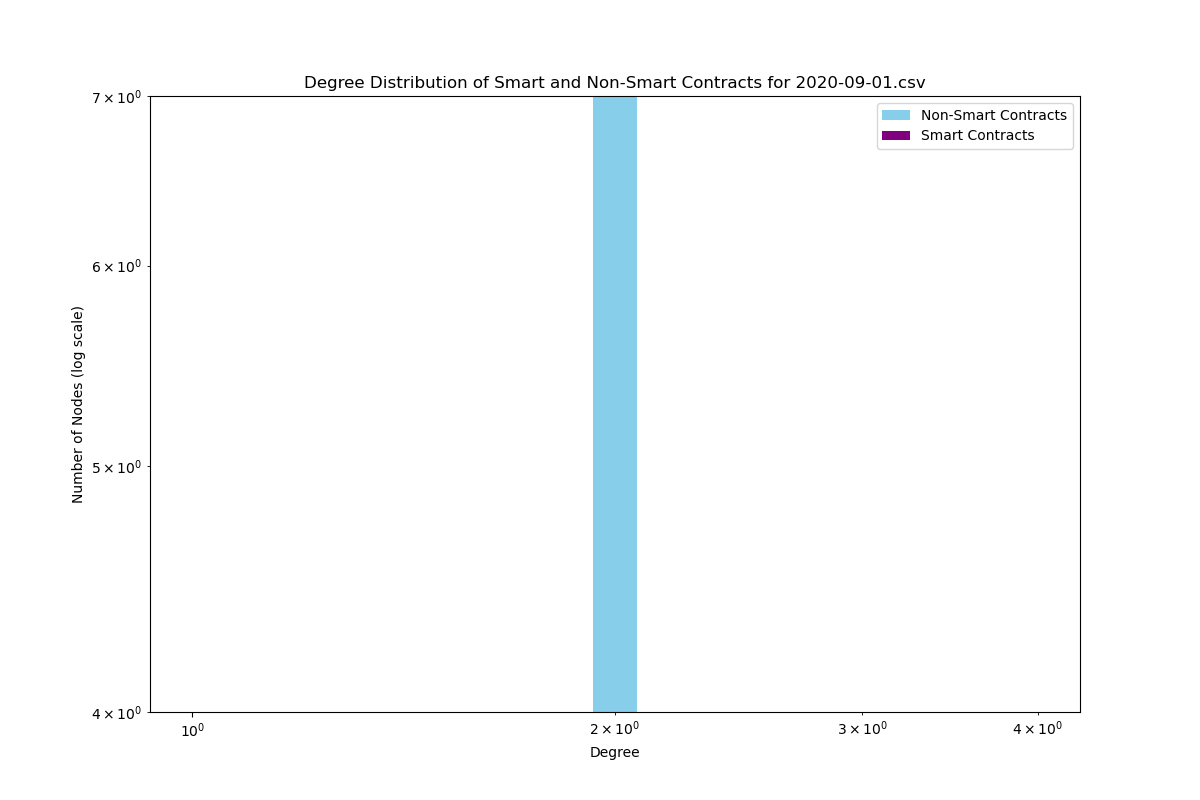 Degree Distribution of Smart and Non-Smart Contracts for 2020-09-01.csv
Non-Smart Contracts
Smart Contracts
7 × 10⁰
6 × 10⁰
5 × 10⁰
4 × 10⁰
Number of Nodes (log scale)
10⁰ 2 × 10⁰ 3 × 10⁰ 4 × 10⁰
Degree